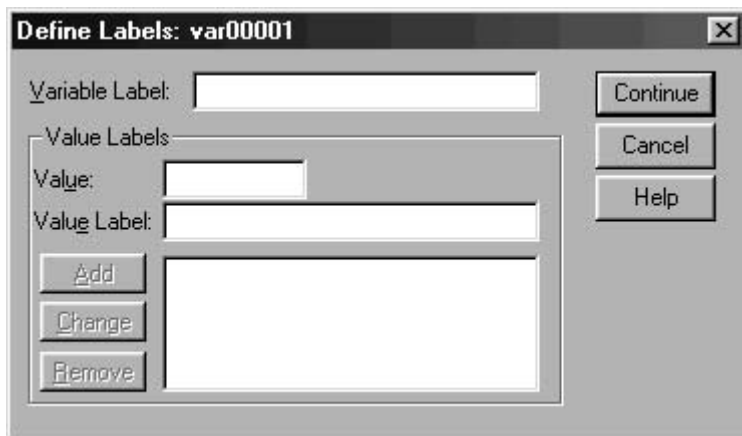 Define Labels: var00001
Variable Label:
Continue
Value Labels
Cancel
Value:
Help
Value Label:
Add
Change
Remove